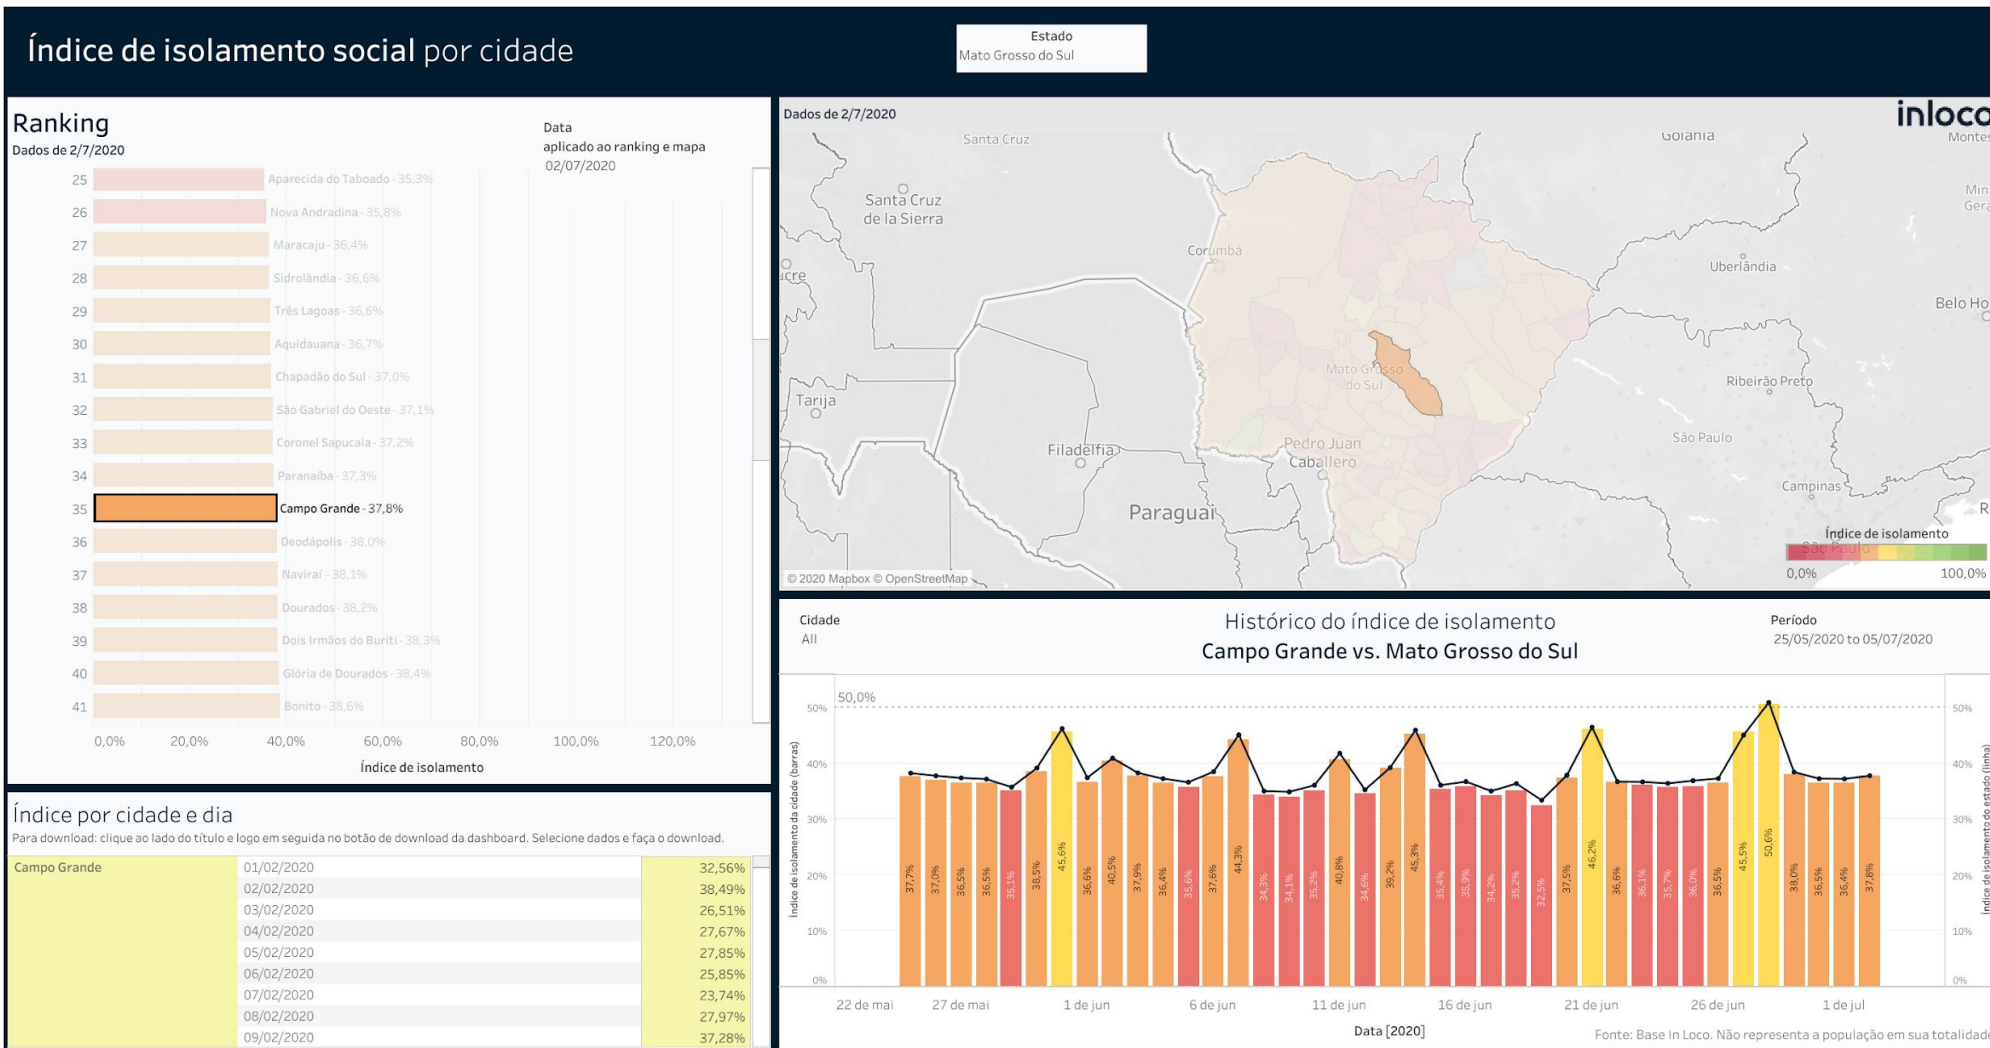 Índice de isolamento social por cidade
Estado
Mato Grosso do Sul
Ranking
Dados de 2/7/2020
Data
aplicado ao ranking e mapa
02/07/2020
25 Aparecida do Taboado - 35,3%
26 Nova Andradina - 35,8%
27 Maracaju - 36,4%
28 Sidrolândia - 36,6%
29 Três Lagoas - 36,6%
30 Aquidauana - 36,7%
31 Chapadão do Sul - 37,0%
32 São Gabriel do Oeste - 37,1%
33 Coronel Sapucaia - 37,2%
34 Paranaíba - 37,3%
35 Campo Grande - 37,8%
36 Deodápolis - 38,0%
37 Naviraí - 38,1%
38 Dourados - 38,2%
39 Dois Irmãos do Buriti - 38,3%
40 Glória de Dourados - 38,4%
41 Bonito - 38,6%
0,0% 20,0% 40,0% 60,0% 80,0% 100,0% 120,0%
Índice de isolamento
Índice por cidade e dia
Para download: clique ao lado do título e logo em seguida no botão de download da dashboard. Selecione dados e faça o download.
Campo Grande 01/02/2020 32,56%
02/02/2020 38,49%
03/02/2020 26,51%
04/02/2020 27,67%
05/02/2020 27,85%
06/02/2020 25,85%
07/02/2020 23,74%
08/02/2020 27,97%
09/02/2020 37,28%
Dados de 2/7/2020
inloco
Santa Cruz
Goiânia
Montes
Santa Cruz
de la Sierra
Min
Gera
Corumbá
Uberlândia
ucre
Belo Ho
Mato Grosso
do Sul
Ribeirão Preto
Tarija
São Paulo
Filadélfia
Pedro Juan
Caballero
Campinas
Paraguai
R
Índice de isolamento
São Paulo
0,0% 100,0%
© 2020 Mapbox © OpenStreetMap
Cidade
All
Histórico do índice de isolamento
Campo Grande vs. Mato Grosso do Sul
Período
25/05/2020 to 05/07/2020
Índice de isolamento da cidade (barras)
50%
40%
30%
20%
10%
0%
50,0%
37,7% 37,0% 36,5% 36,5% 35,1% 38,5% 45,6% 36,6% 40,5% 37,9% 36,4% 35,6% 37,6% 44,3% 34,3% 34,1% 35,2% 40,8% 34,6% 39,2% 45,3% 35,4% 35,9% 34,2% 35,2% 32,5% 37,5% 46,2% 36,6% 36,1% 35,7% 36,0% 36,5% 45,5% 50,6% 38,0% 36,5% 36,4% 37,8%
50%
40%
30%
20%
10%
0%
Índice de isolamento do estado (linha)
22 de mai 27 de mai 1 de jun 6 de jun 11 de jun 16 de jun 21 de jun 26 de jun 1 de jul
Data [2020]
Fonte: Base In Loco. Não representa a população em sua totalidade